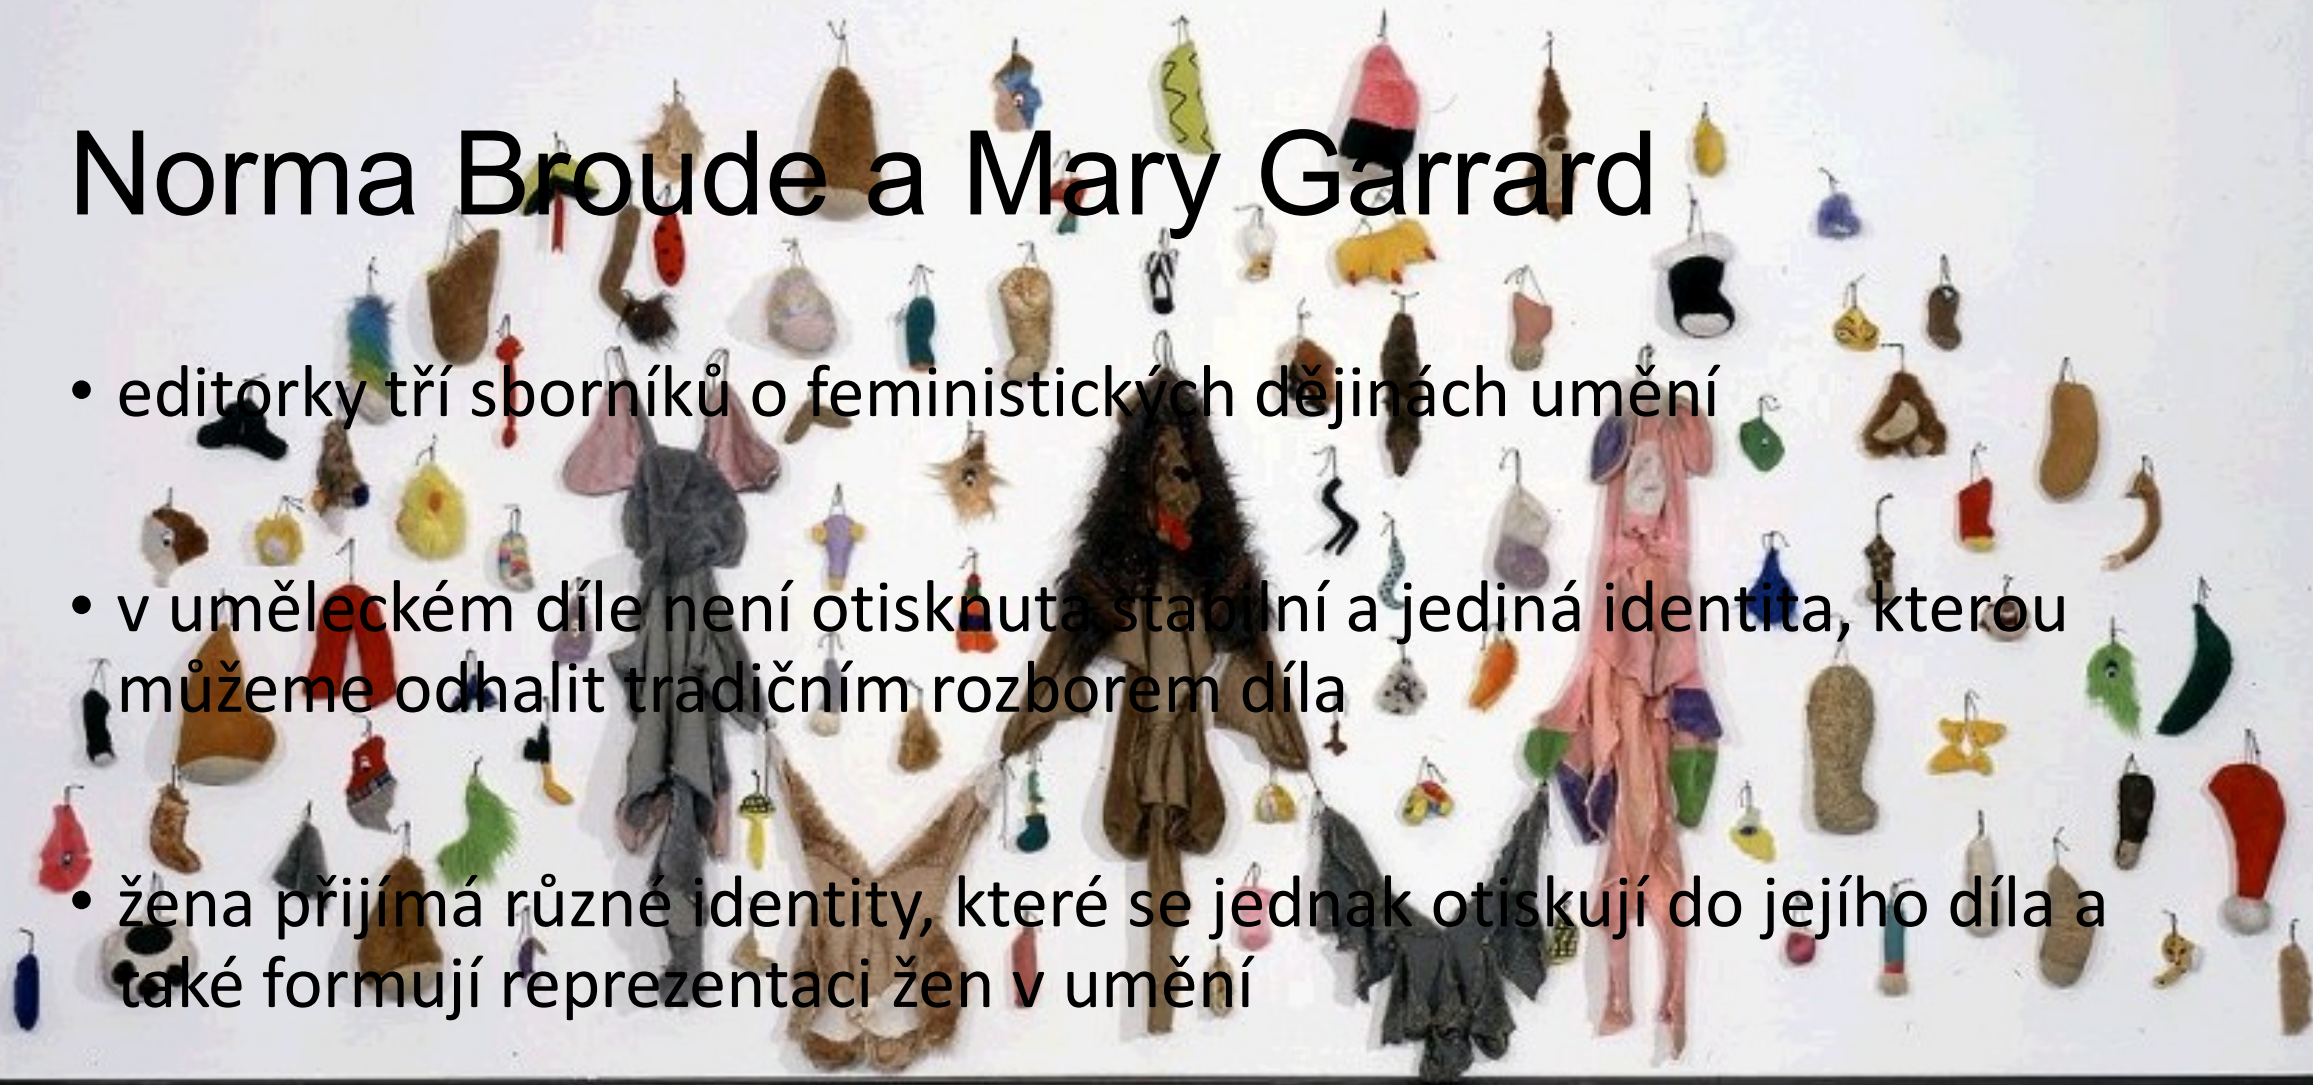 Norma Broude a Mary Garrard
• editorky tří sborníků o feministických dějinách umění
• v uměleckém díle není otisknuta stabilní a jediná identita, kterou
můžeme odhalit tradičním rozborem díla
• žena přijímá různé identity, které se jednak otiskují do jejího díla a
také formují reprezentaci žen v umění